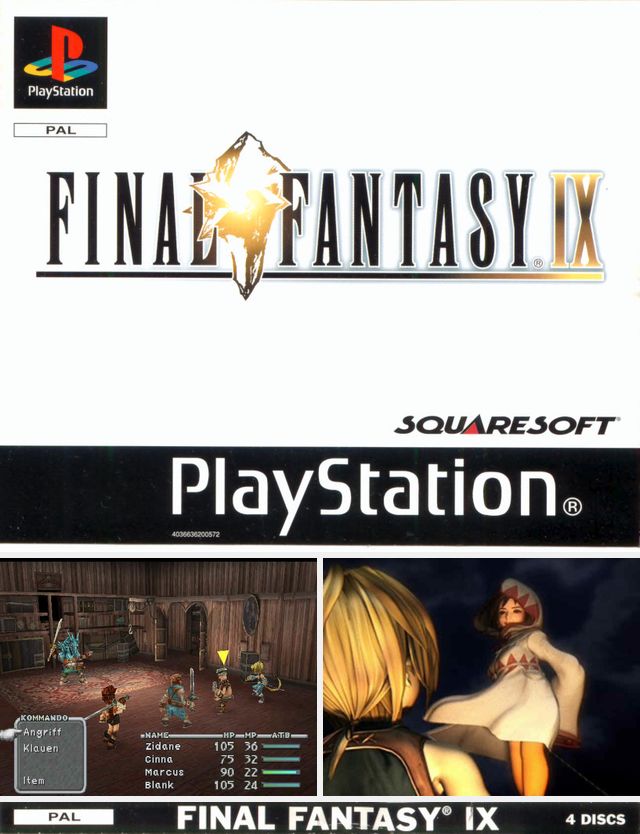 PlayStation
PAL
FINAL FANTASY® IX
SQUARESOFT®
PlayStation®
4036636200572
KOMMANDO
Angriff
Klauen
Item
NAME HP MP ATB
Zidane 105 36
Cinna 75 32
Marcus 90 22
Blank 105 24
PAL
FINAL FANTASY® IX
4 DISCS